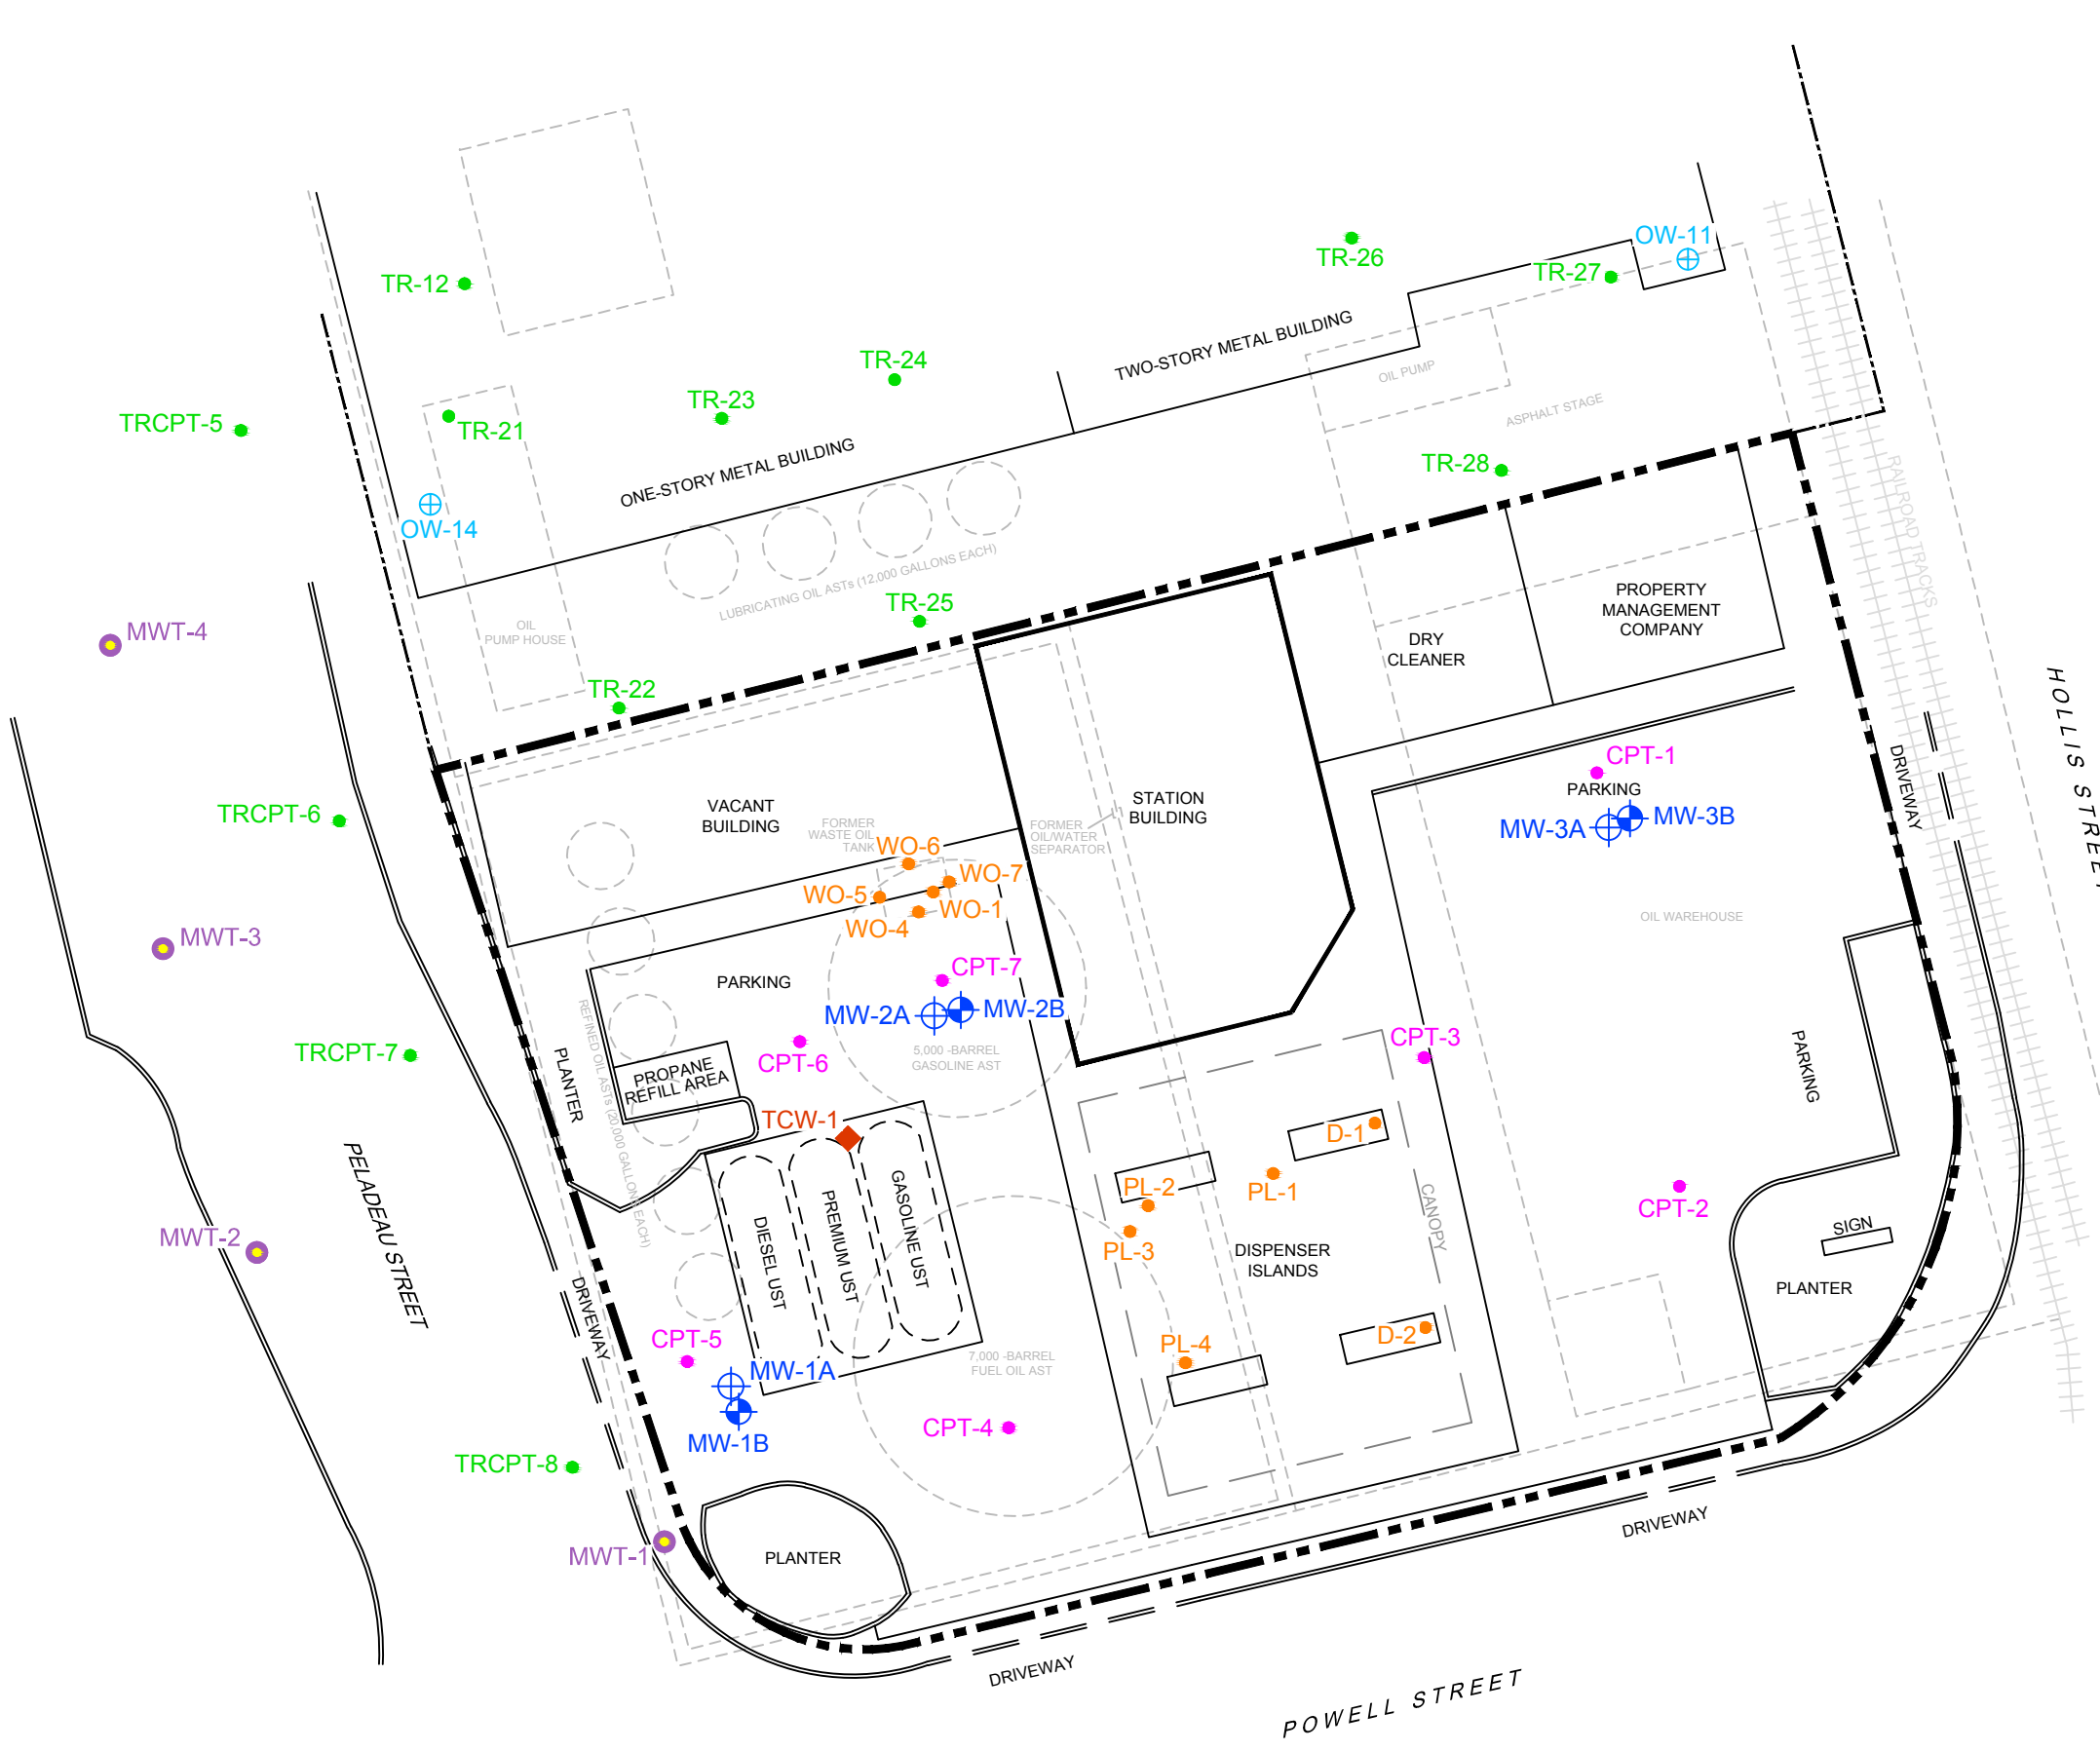 OW-11
TR-26
TR-27
TR-12
TWO-STORY METAL BUILDING
TR-24
OIL PUMP
TR-23
ASPHALT STAGE
TRCPT-5
TR-21
ONE-STORY METAL BUILDING
TR-28
RAILROAD TRACKS
OW-14
LUBRICATING OIL ASTs (12,000 GALLONS EACH)
TR-25
PROPERTY
MANAGEMENT
COMPANY
OIL
PUMP HOUSE
MWT-4
DRY
CLEANER
TR-22
HOLLIS STREET
CPT-1
DRIVEWAY
PARKING
VACANT
BUILDING
STATION
BUILDING
TRCPT-6
FORMER
WASTE OIL
TANK
FORMER
OIL/WATER
SEPARATOR
MW-3A
MW-3B
WO-6
WO-7
WO-5
WO-1
WO-4
OIL WAREHOUSE
MWT-3
CPT-7
PARKING
MW-2A
MW-2B
REFINED OIL ASTs (20,000 GALLONS EACH)
CPT-3
TRCPT-7
CPT-6
5,000 -BARREL
GASOLINE AST
PARKING
PLANTER
PROPANE
REFILL AREA
TCW-1
D-1
PELADEAU STREET
PL-2
PL-1
CPT-2
CANOPY
MWT-2
PL-3
DISPENSER
ISLANDS
SIGN
DIESEL UST
PREMIUM UST
GASOLINE UST
PLANTER
DRIVEWAY
CPT-5
PL-4
D-2
MW-1A
7,000 -BARREL
FUEL OIL AST
CPT-4
MW-1B
TRCPT-8
MWT-1
PLANTER
DRIVEWAY
DRIVEWAY
POWELL STREET